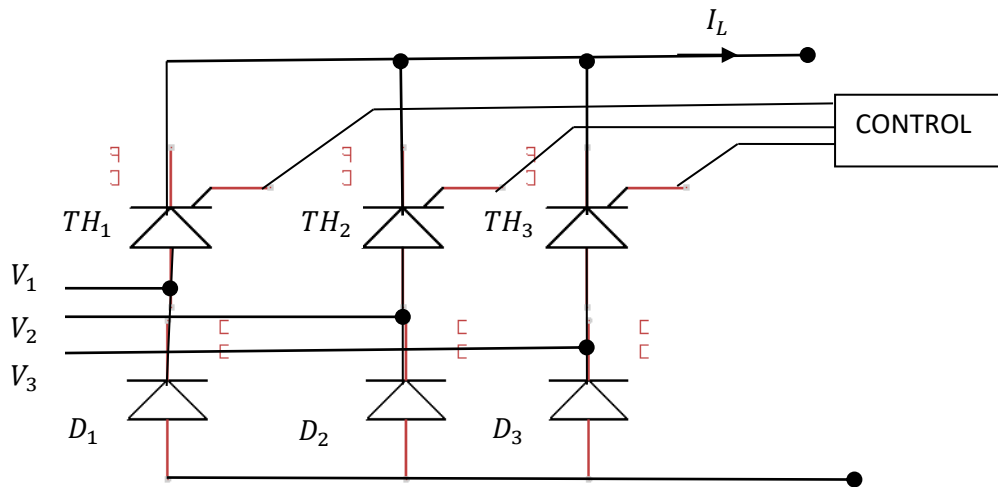 I_L
CONTROL
TH_1
TH_2
TH_3
V_1
V_2
V_3
D_1
D_2
D_3